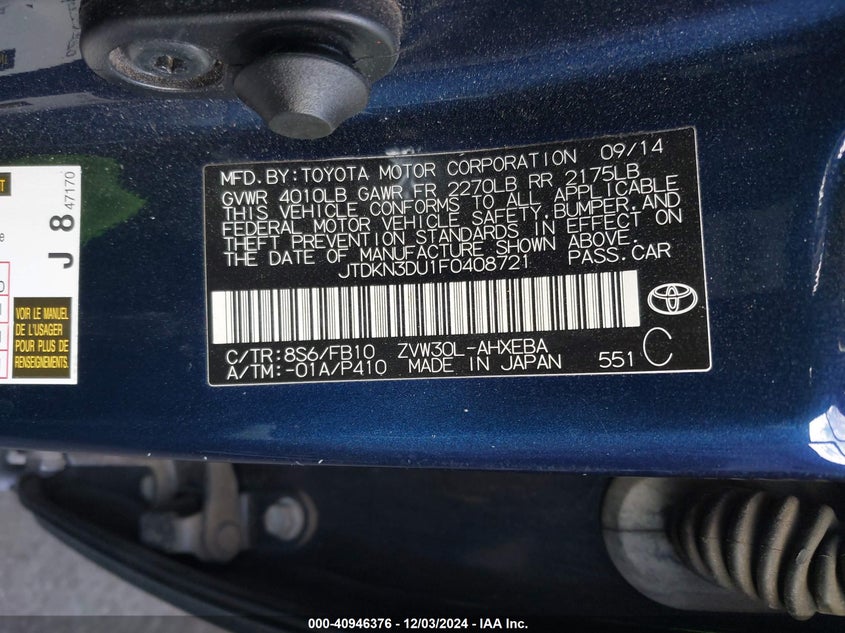 MFD.BY:TOYOTA MOTOR CORPORATION 09/14
GVWR 4010LB GAWR FR 2270LB RR 2175LB
THIS VEHICLE CONFORMS TO ALL APPLICABLE
FEDERAL MOTOR VEHICLE SAFETY,BUMPER,AND
THEFT PREVENTION STANDARDS IN EFFECT ON
THE DATE OF MANUFACTURE SHOWN ABOVE.
JTDKN3DU1F0408721 PASS.CAR
C/TR:8S6/FB10 ZVW30L-AHXEBA
A/TM:-01A/P410 MADE IN JAPAN 551 C
J 8 47170
VOIR LE MANUEL
DE L'USAGER
POUR PLUS DE
RENSEIGNEMENTS.
000-40946376 - 12/03/2024 - IAA Inc.